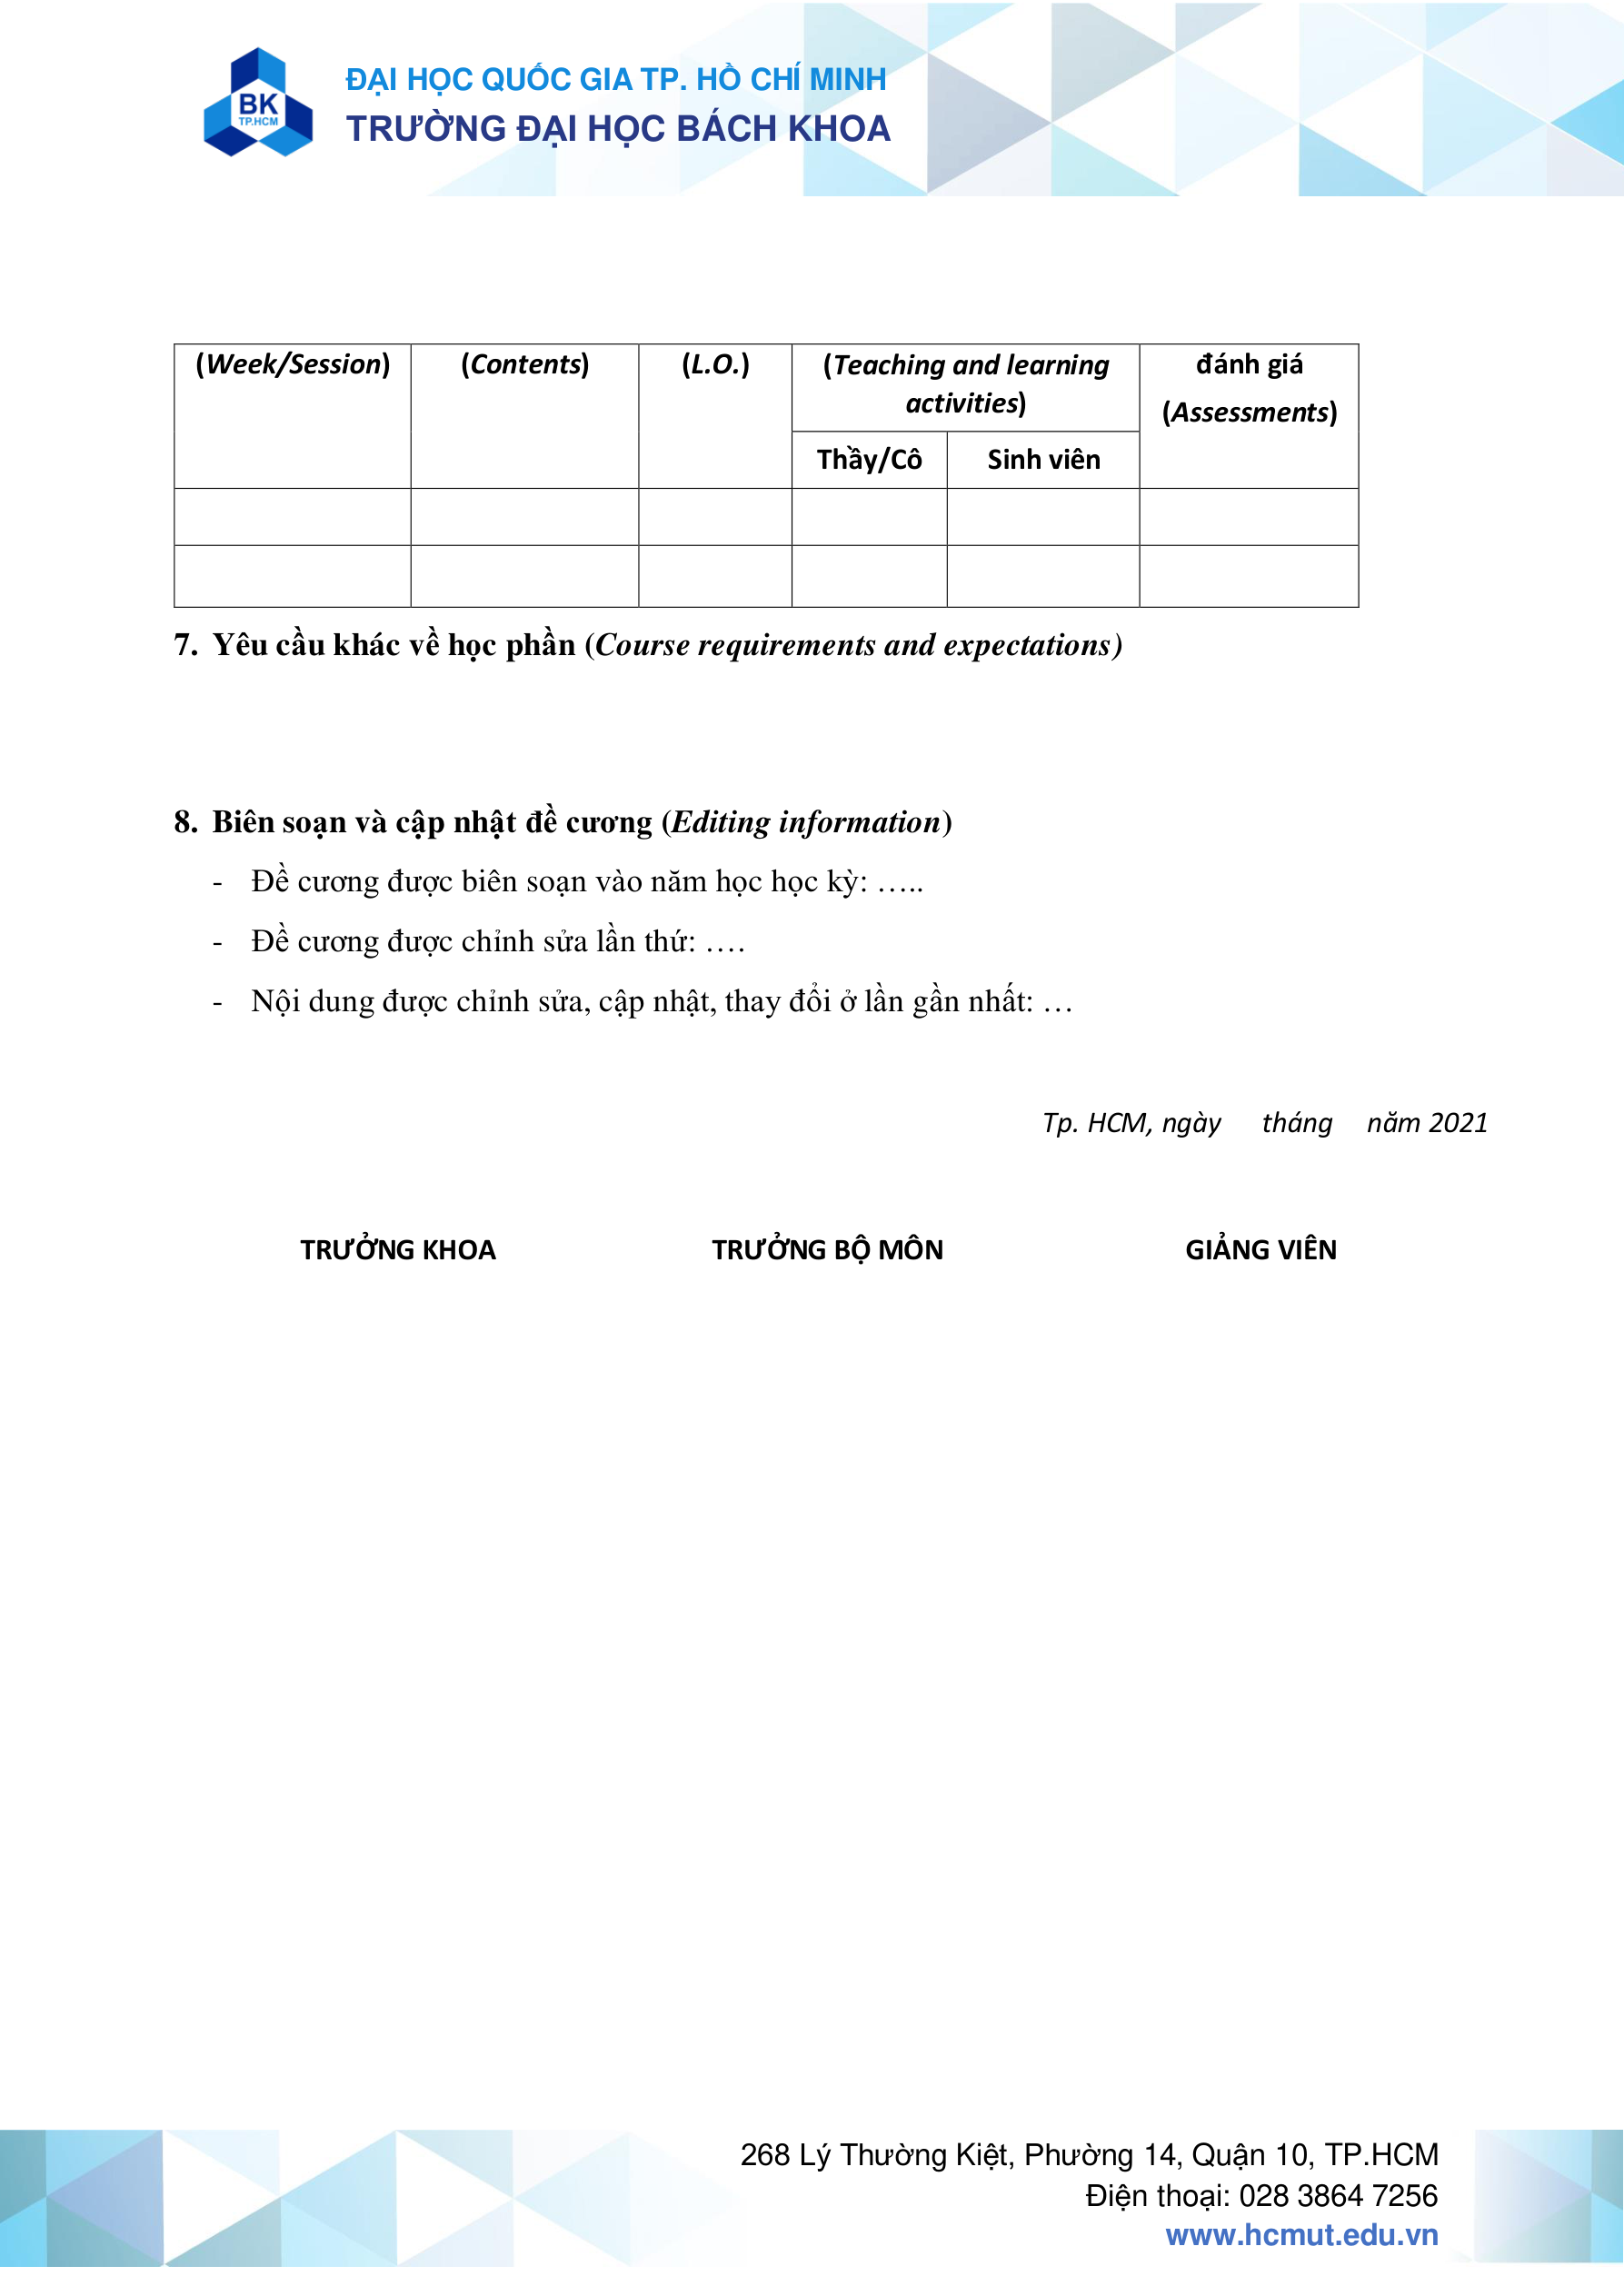 BK
TP.HCM
ĐẠI HỌC QUỐC GIA TP. HỒ CHÍ MINH
TRƯỜNG ĐẠI HỌC BÁCH KHOA
(Week/Session) (Contents) (L.O.) (Teaching and learning đánh giá
activities) (Assessments)
Thầy/Cô Sinh viên
7. Yêu cầu khác về học phần (Course requirements and expectations)
8. Biên soạn và cập nhật đề cương (Editing information)
- Đề cương được biên soạn vào năm học học kỳ: …..
- Đề cương được chỉnh sửa lần thứ: ….
- Nội dung được chỉnh sửa, cập nhật, thay đổi ở lần gần nhất: …
Tp. HCM, ngày tháng năm 2021
TRƯỞNG KHOA TRƯỞNG BỘ MÔN GIẢNG VIÊN
268 Lý Thường Kiệt, Phường 14, Quận 10, TP.HCM
Điện thoại: 028 3864 7256
www.hcmut.edu.vn